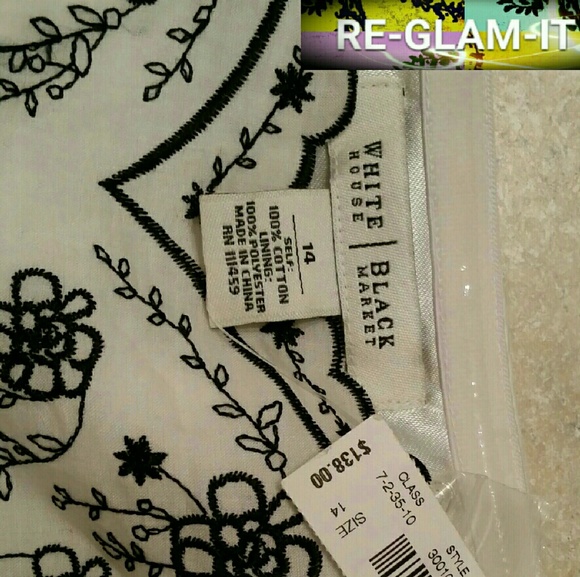 RE-GLAM-IT
WHITE | BLACK
HOUSE MARKET
14
SELF:
100% COTTON
LINING:
100% POLYESTER
MADE IN CHINA
RN 111459
$138.00
CLASS
7-2-35-10
STYLE
SIZE
14